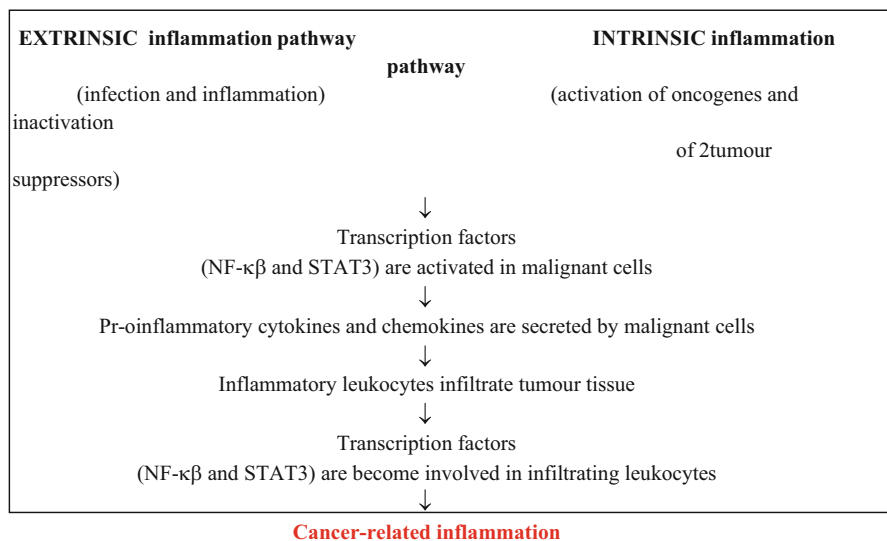 EXTRINSIC inflammation pathway INTRINSIC inflammation
pathway
(infection and inflammation) (activation of oncogenes and
inactivation
of 2tumour
suppressors)
↓
Transcription factors
(NF-κβ and STAT3) are activated in malignant cells
↓
Pr-oinflammatory cytokines and chemokines are secreted by malignant cells
↓
Inflammatory leukocytes infiltrate tumour tissue
↓
Transcription factors
(NF-κβ and STAT3) are become involved in infiltrating leukocytes
↓
Cancer-related inflammation